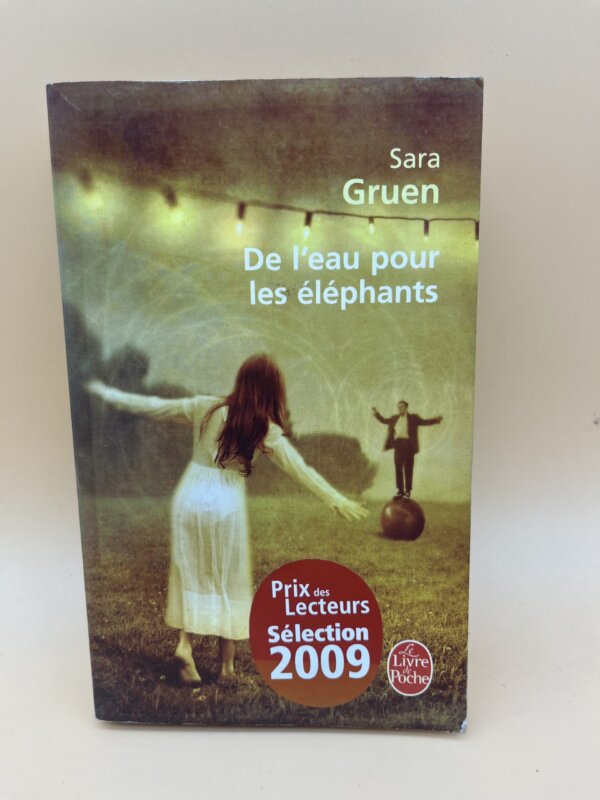 Sara
Gruen
De l'eau pour
les éléphants
Prix des
Lecteurs
Sélection
2009
Le
Livre
de
Poche